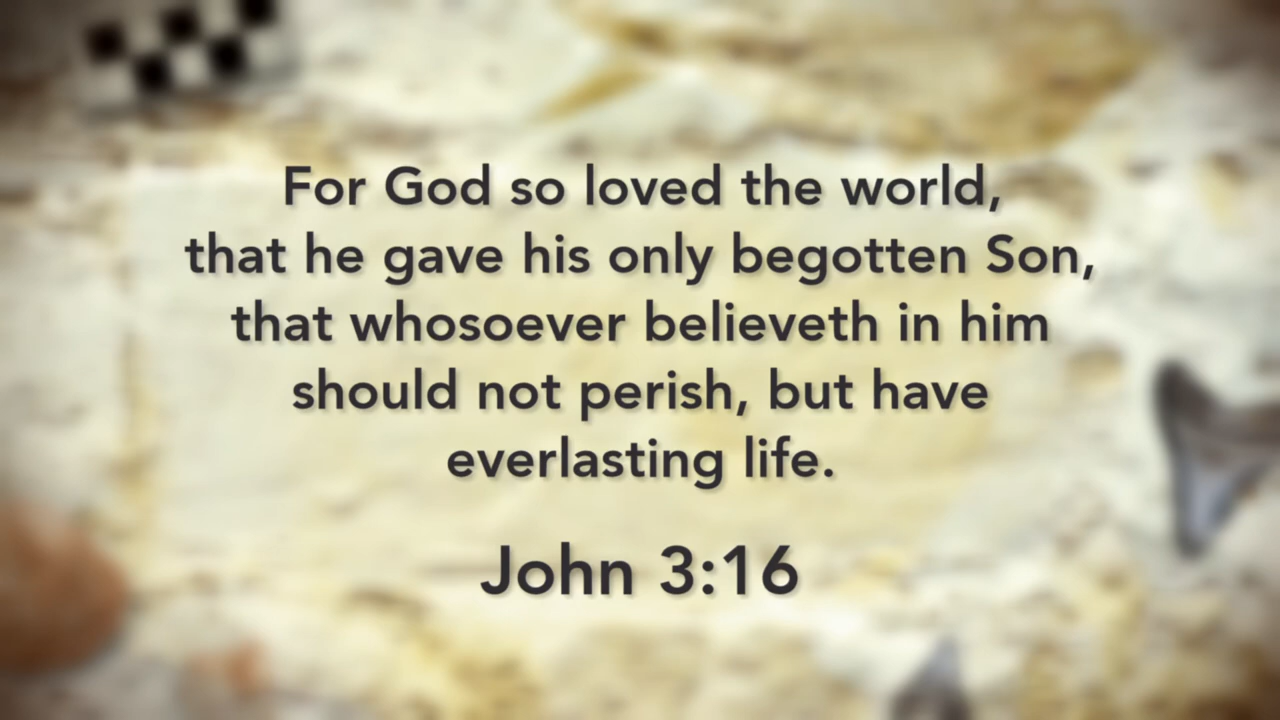 For God so loved the world,
that he gave his only begotten Son,
that whosoever believeth in him
should not perish, but have
everlasting life.
John 3:16